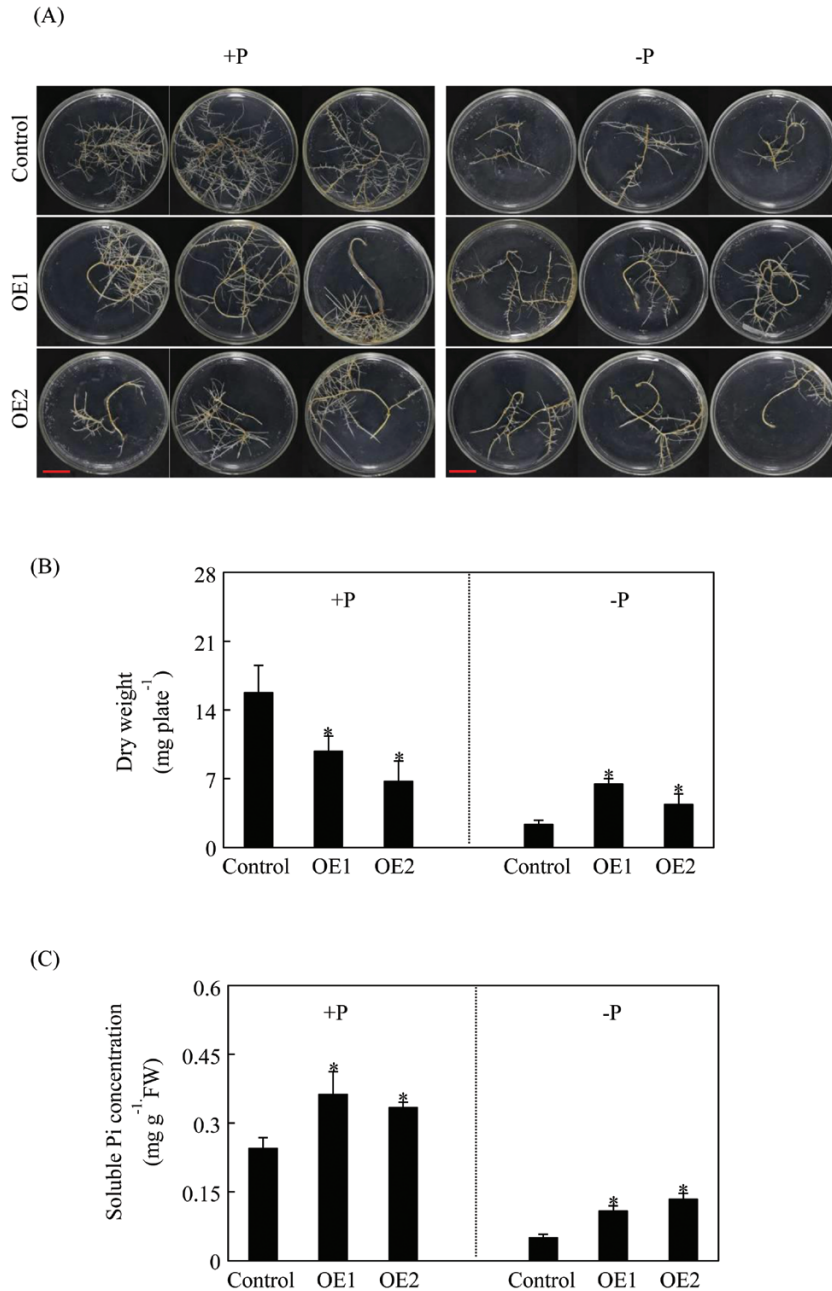 (A)
+P
-P
Control
OE1
OE2
(B)
Dry weight
(mg plate-1)
28
21
14
7
0
+P
-P
*
*
*
*
Control
OE1
OE2
Control
OE1
OE2
(C)
Soluble Pi concentration
(mg g-1 FW)
0.6
0.45
0.3
0.15
0
+P
-P
*
*
*
*
Control
OE1
OE2
Control
OE1
OE2